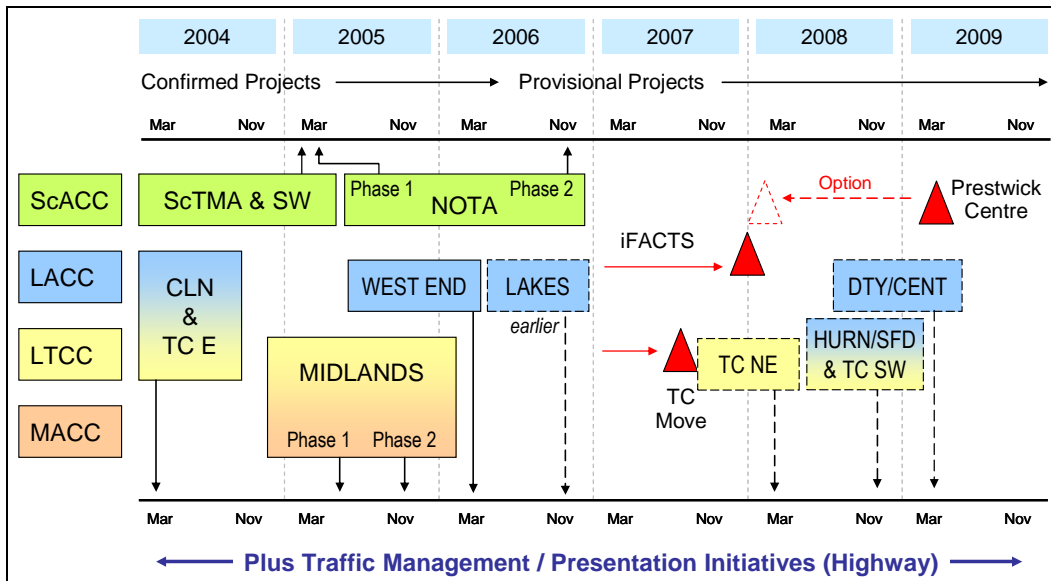 2004 2005 2006 2007 2008 2009
Confirmed Projects Provisional Projects
Mar Nov Mar Nov Mar Nov Mar Nov Mar Nov Mar Nov
ScACC
ScTMA & SW
Phase 1 Phase 2
NOTA
Option
Prestwick
Centre
iFACTS
LACC
CLN
&
TC E
WEST END
LAKES
earlier
DTY/CENT
LTCC
MIDLANDS
Phase 1 Phase 2
TC
Move
TC NE
HURN/SFD
& TC SW
MACC
Mar Nov Mar Nov Mar Nov Mar Nov Mar Nov Mar Nov
Plus Traffic Management / Presentation Initiatives (Highway)